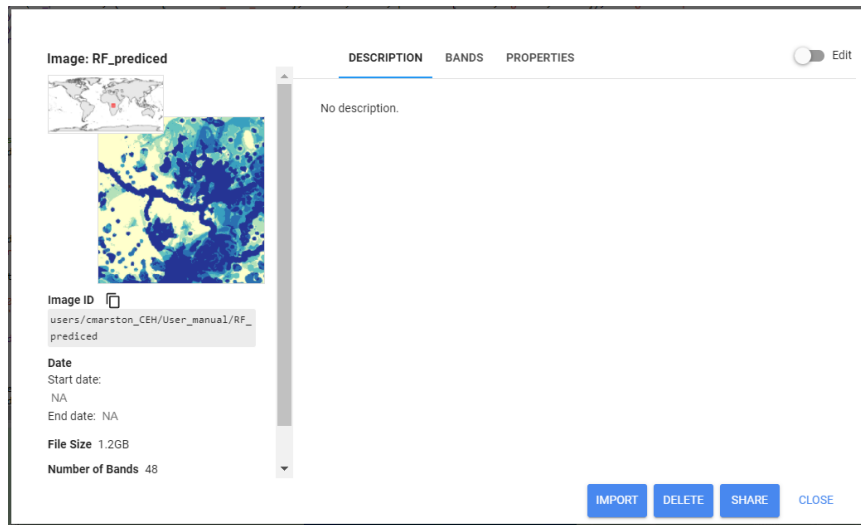 Image: RF_prediced
DESCRIPTION BANDS PROPERTIES
Edit
No description.
Image ID
users/cmarston_CEH/User_manual/RF_
prediced
Date
Start date:
NA
End date: NA
File Size 1.2GB
Number of Bands 48
IMPORT DELETE SHARE CLOSE